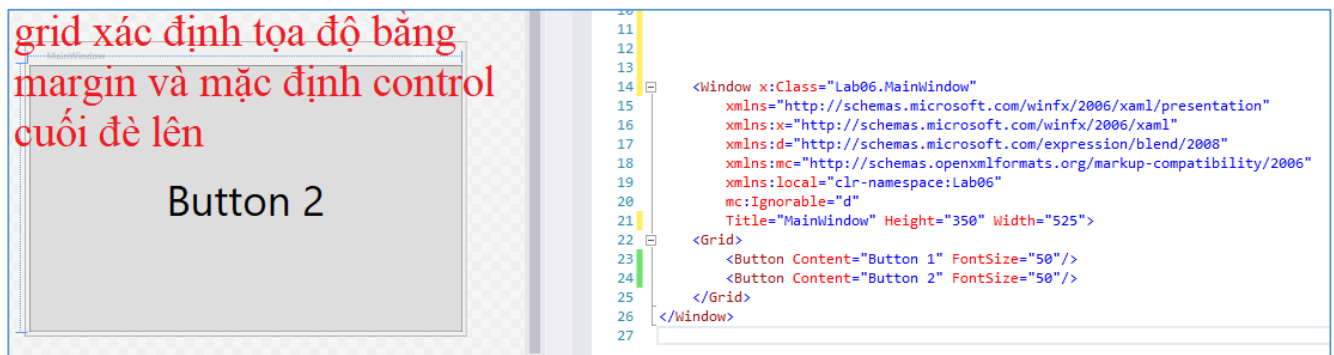 grid xác định tọa độ bằng
MainWindow
margin và mặc định control
cuối đè lên
Button 2
10
11
12
13
14 <Window x:Class="Lab06.MainWindow"
15 xmlns="http://schemas.microsoft.com/winfx/2006/xaml/presentation"
16 xmlns:x="http://schemas.microsoft.com/winfx/2006/xaml"
17 xmlns:d="http://schemas.microsoft.com/expression/blend/2008"
18 xmlns:mc="http://schemas.openxmlformats.org/markup-compatibility/2006"
19 xmlns:local="clr-namespace:Lab06"
20 mc:Ignorable="d"
21 Title="MainWindow" Height="350" Width="525">
22 <Grid>
23 <Button Content="Button 1" FontSize="50"/>
24 <Button Content="Button 2" FontSize="50"/>
25 </Grid>
26 </Window>
27